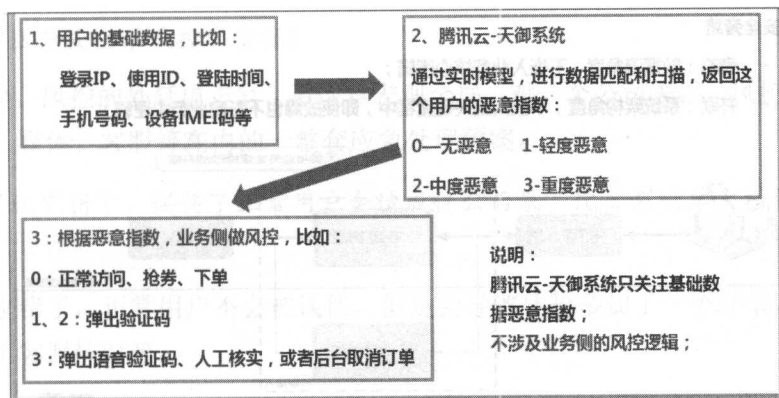 1、用户的基础数据，比如：
登录IP、使用ID、登陆时间、
手机号码、设备IMEI码等
2、腾讯云-天御系统
通过实时模型，进行数据匹配和扫描，返回这
个用户的恶意指数：
0—无恶意 1-轻度恶意
2-中度恶意 3-重度恶意
3：根据恶意指数，业务侧做风控，比如
0：正常访问、抢券、下单
1、2：弹出验证码
3：弹出语音验证码、人工核实，或者后台取消订单
说明：
腾讯云-天御系统只关注基础数
据恶意指数；
不涉及业务侧的风控逻辑；